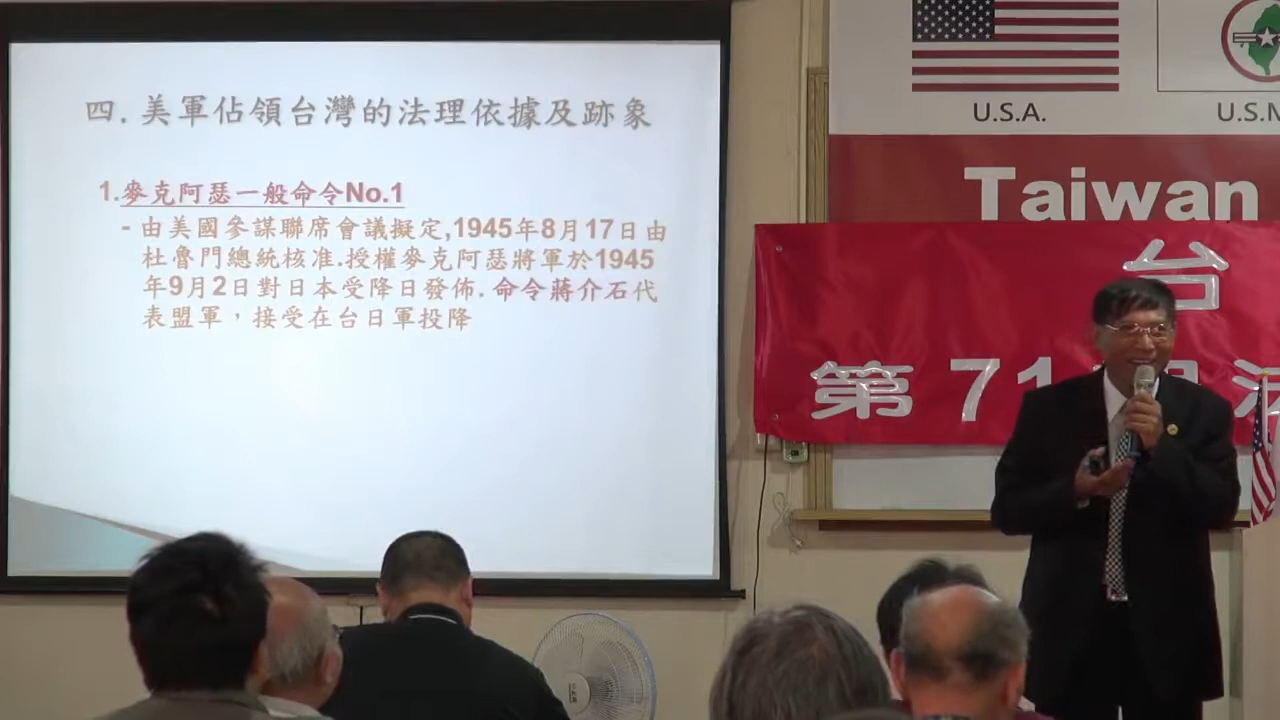 四. 美軍佔領台灣的法理依據及跡象
1.麥克阿瑟一般命令No.1
- 由美國參謀聯席會議擬定,1945年8月17日由
杜魯門總統核准.授權麥克阿瑟將軍於1945
年9月2日對日本受降日發佈. 命令蔣介石代
表盟軍，接受在台日軍投降
U.S.A.
U.S.M
Taiwan
台
第 71